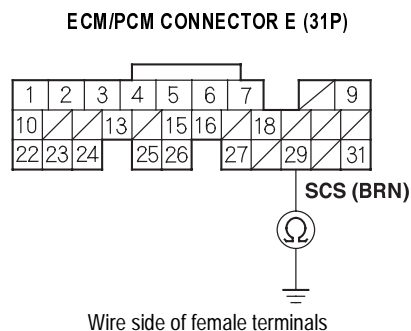 ECM/PCM CONNECTOR E (31P)
1 2 3 4 5 6 7 9
10 13 15 16 18
22 23 24 25 26 27 29 31
SCS (BRN)
Ω
Wire side of female terminals